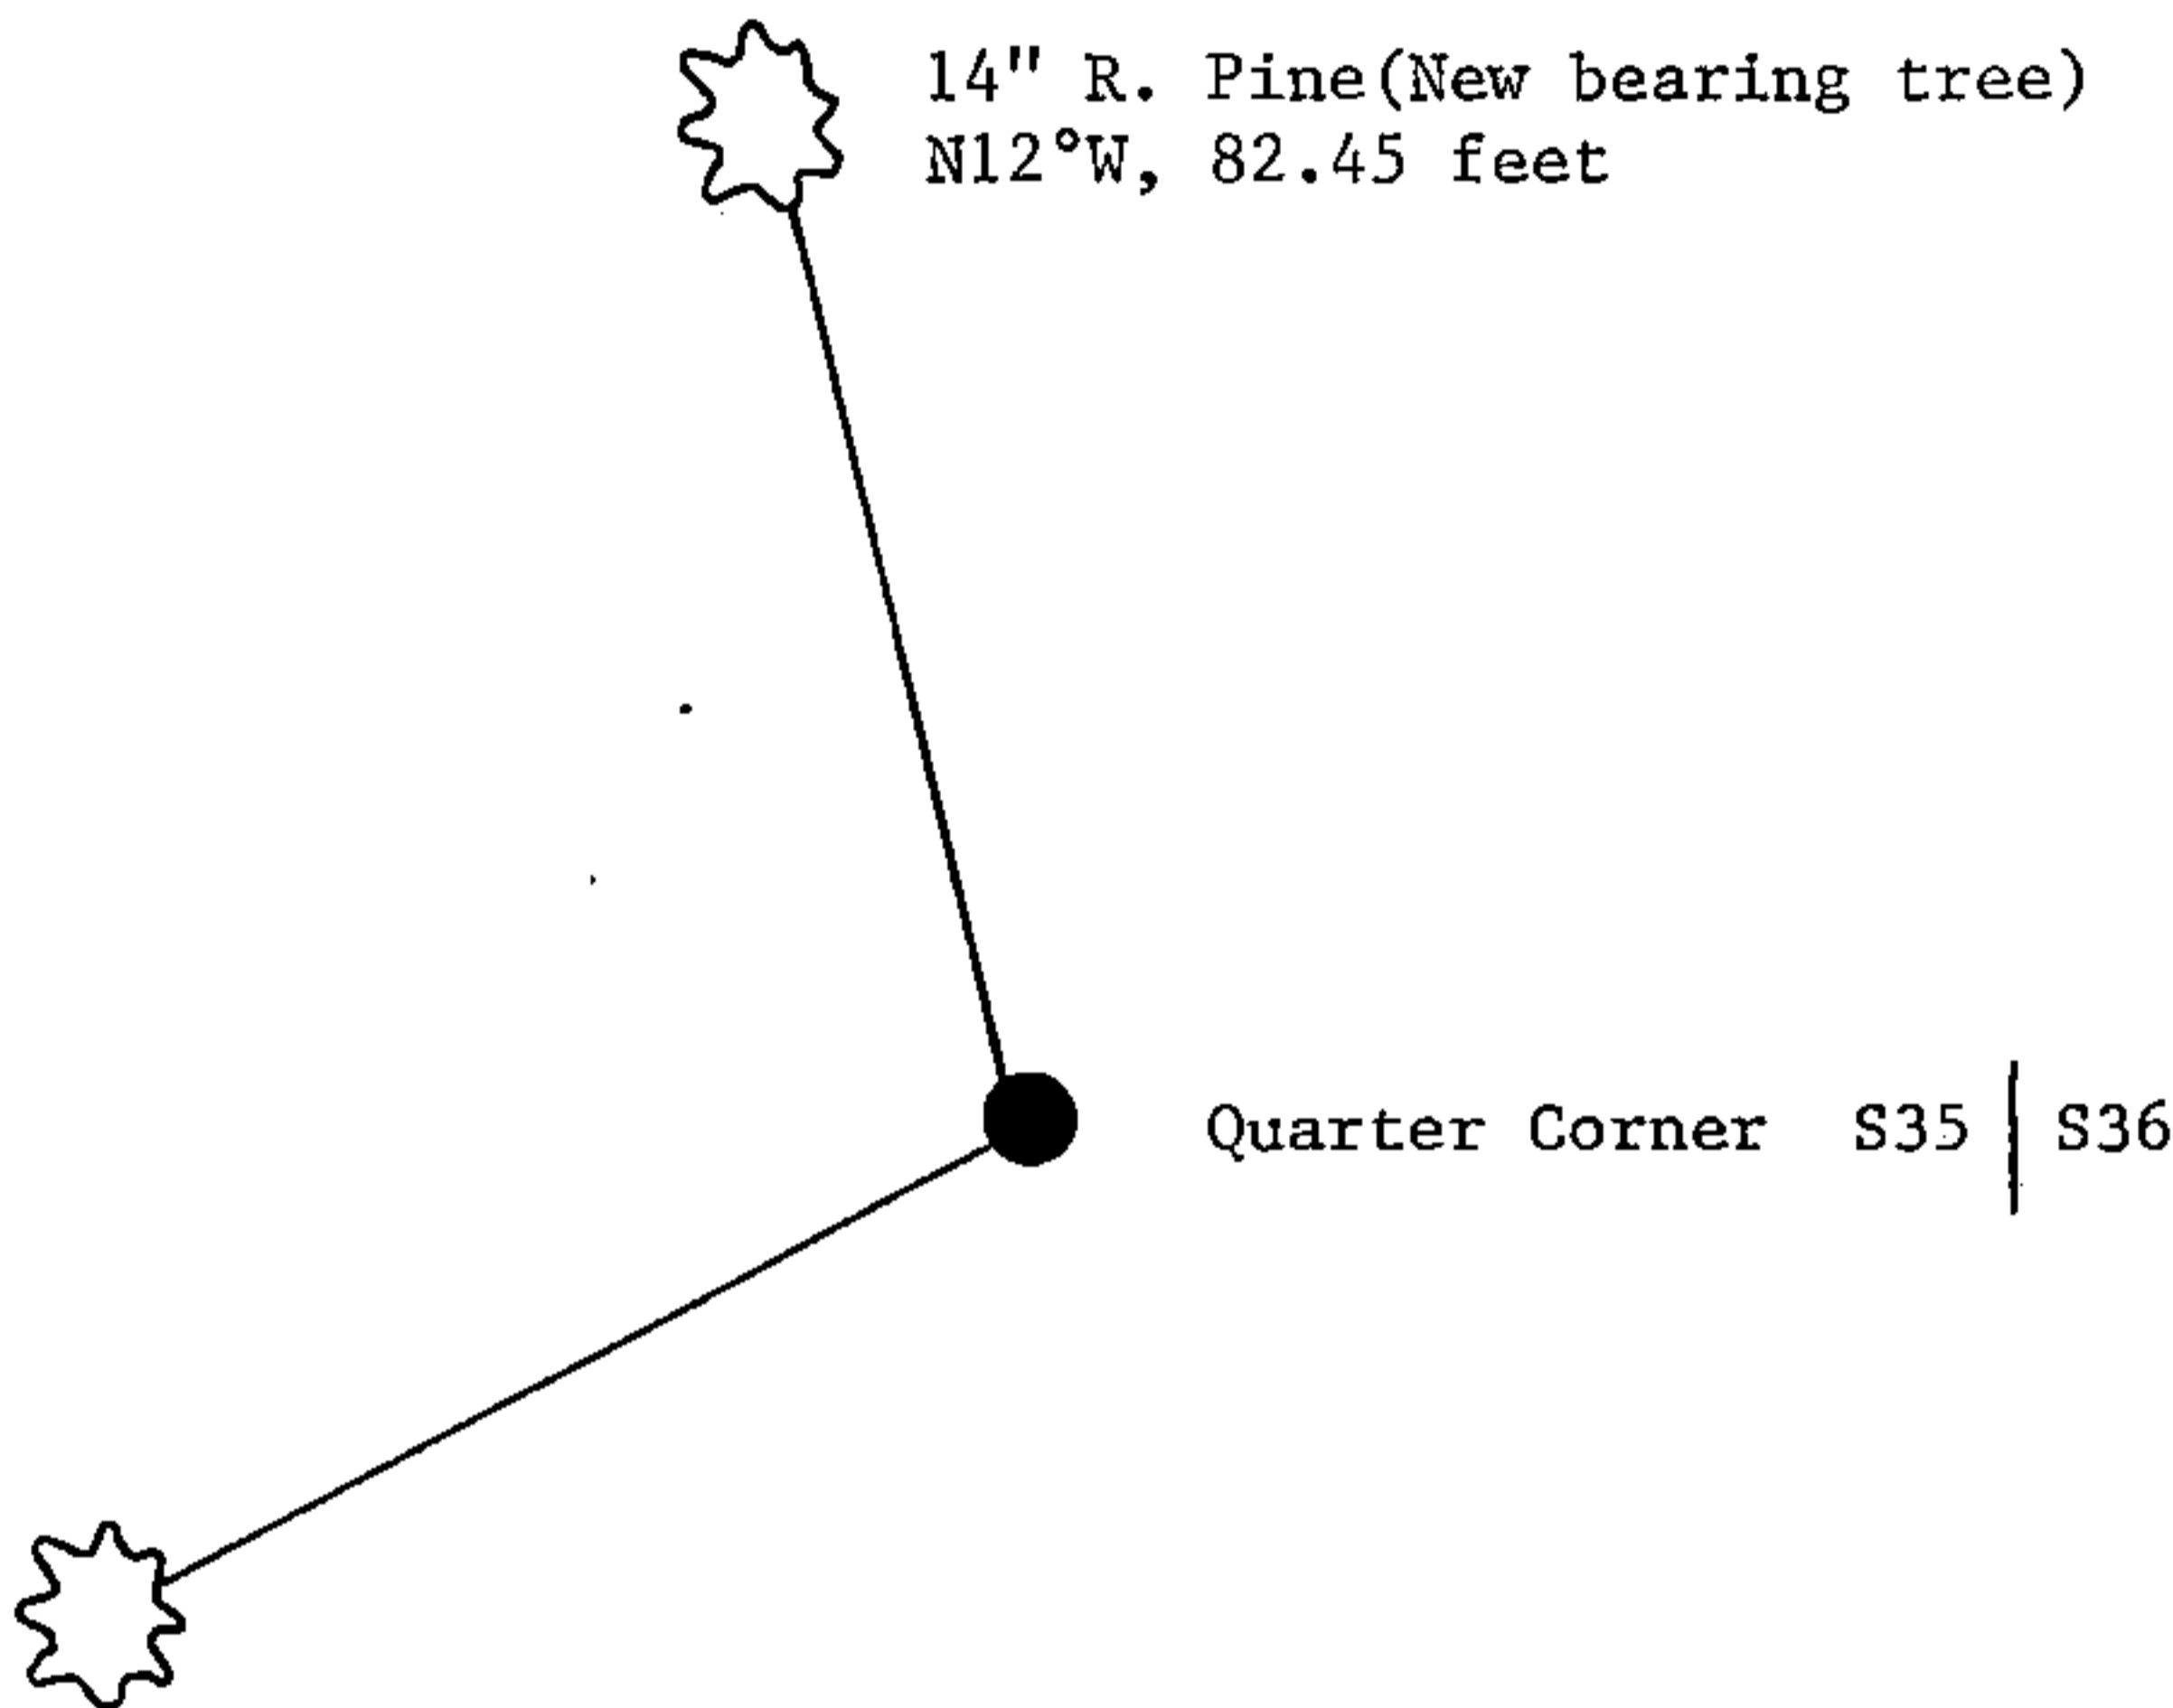 14" R. Pine(New bearing tree)
N12°W, 82.45 feet
Quarter Corner S35 | S36